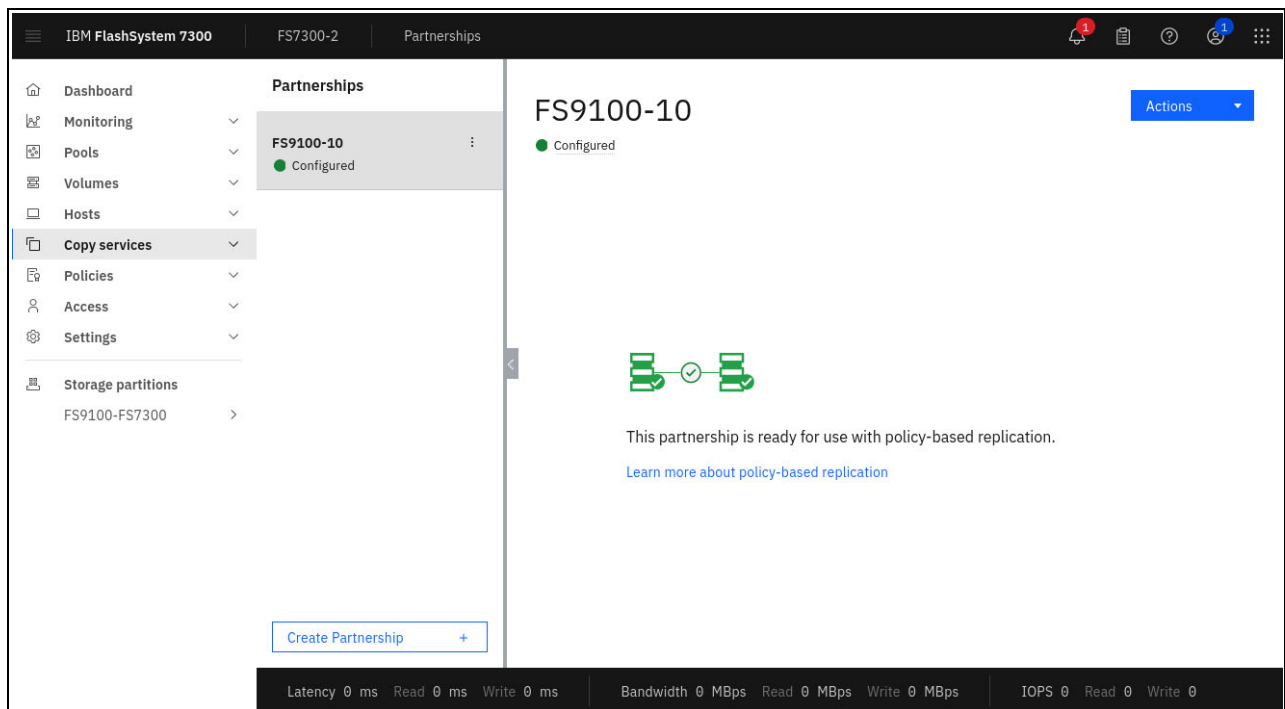 IBM FlashSystem 7300 FS7300-2 Partnerships 1 1
Dashboard
Monitoring
Pools
Volumes
Hosts
Copy services
Policies
Access
Settings
Storage partitions
FS9100-FS7300
Partnerships
FS9100-10
Configured
Create Partnership +
FS9100-10
Configured
Actions
This partnership is ready for use with policy-based replication.
Learn more about policy-based replication
Latency 0 ms Read 0 ms Write 0 ms Bandwidth 0 MBps Read 0 MBps Write 0 MBps IOPS 0 Read 0 Write 0